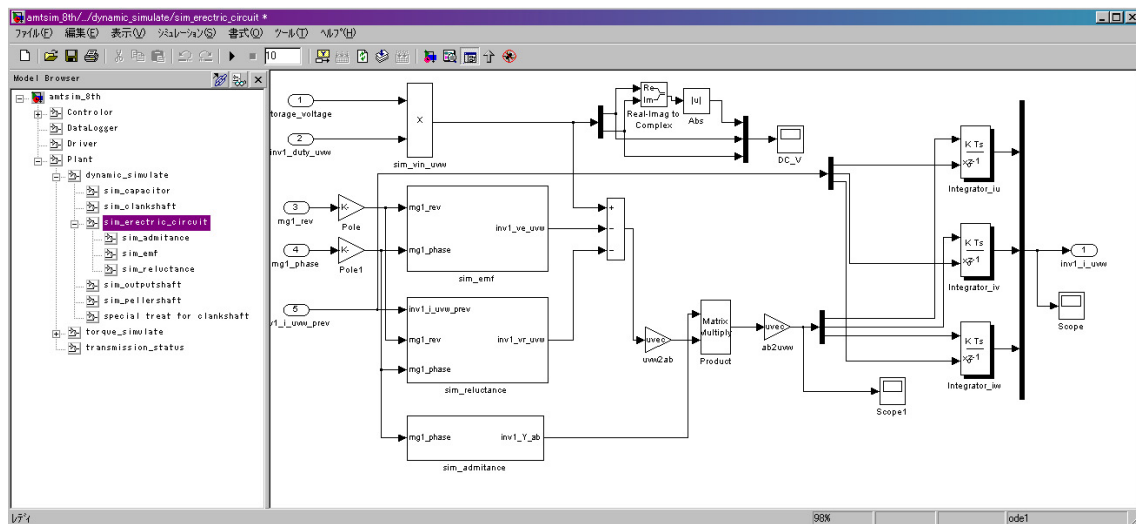 amtsim_8th/../dynamic_simulate/sim_erectric_circuit *
ファイル(F) 編集(E) 表示(V) シミュレーション(S) 書式(O) ツール(T) ヘルプ(H)
10
Model Browser
amtsim_8th
Controlor
DataLogger
Driver
Plant
dynamic_simulate
sim_capacitor
sim_clankshaft
sim_erectric_circuit
sim_admitance
sim_emf
sim_reluctance
sim_outputshaft
sim_pellershaft
special treat for clankshaft
torque_simulate
transmission_status
1
torage_voltage
2
inv1_duty_uvw
X
sim_vin_uvw
Re
Im
Real-Imag to
Complex
|u|
Abs
DC_V
3
mg1_rev
K-
Pole
4
mg1_phase
K-
Pole1
mg1_rev
mg1_phase
inv1_ve_uvw
sim_emf
+
-
-
5
v1_i_uvw_prev
inv1_i_uvw_prev
mg1_rev
mg1_phase
inv1_vr_uvw
sim_reluctance
mg1_phase
inv1_Y_ab
sim_admitance
uvec
uvw2ab
Matrix
Multiply
Product
uvec
ab2uvw
Scope1
K Ts
z-1
Integrator_iu
K Ts
z-1
Integrator_iv
K Ts
z-1
Integrator_iw
1
inv1_i_uvw
Scope
レディ 98% ode1